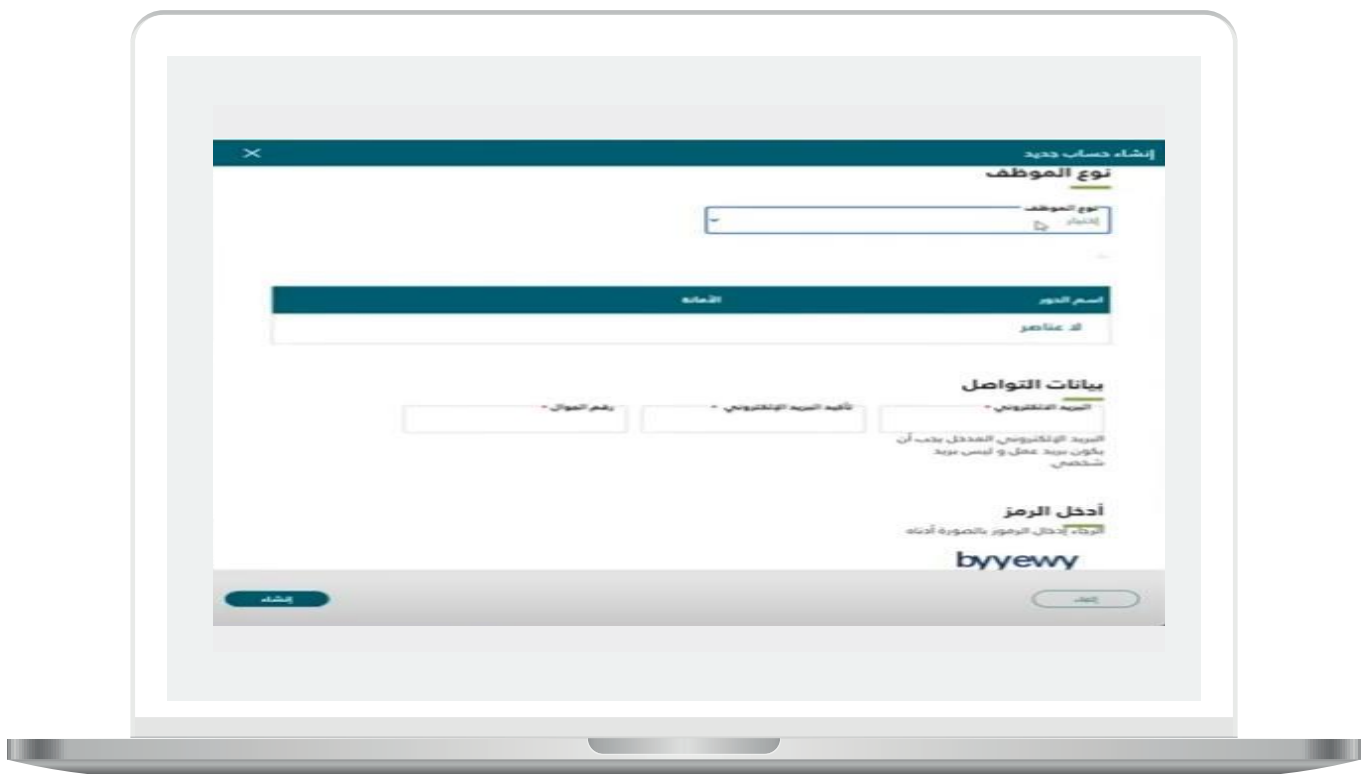 إنشاء حساب جديد
نوع الموظف
نوع الموظف
إختيار
اسم الدور الأمانة
لا عناصر
بيانات التواصل
البريد الالكتروني * تأكيد البريد الإلكتروني * رقم الجوال *
البريد الإلكتروني المدخل يجب أن
يكون بريد عمل و ليس بريد
شخصي.
أدخل الرمز
الرجاء إدخال الرموز بالصورة أدناه
byyewy
إلغاء إنشاء